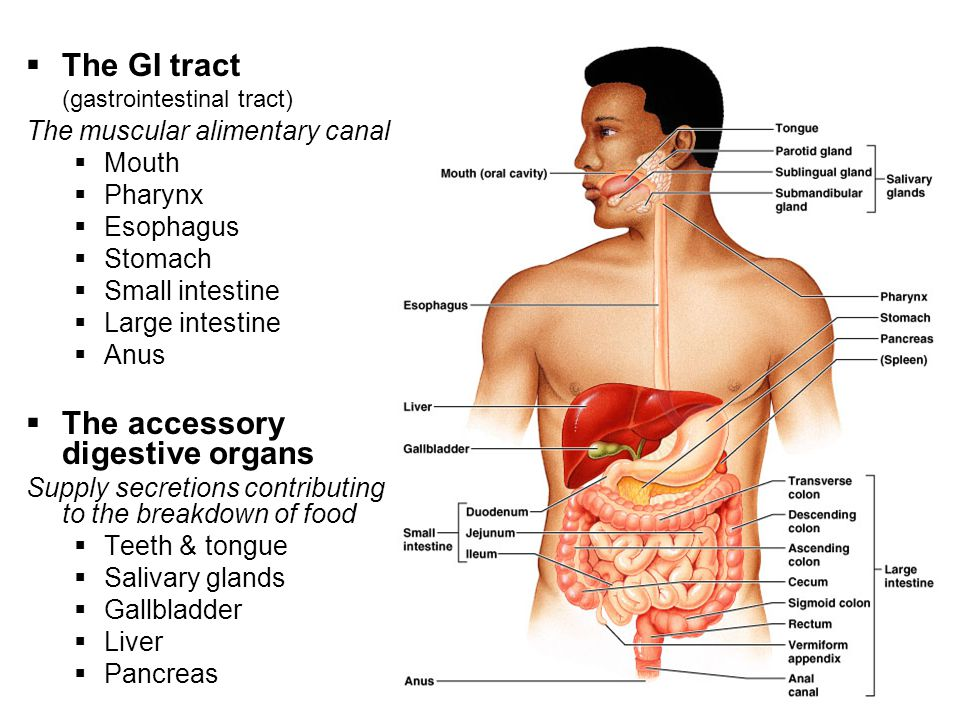 ▪ The GI tract
(gastrointestinal tract)
The muscular alimentary canal
▪ Mouth
▪ Pharynx
▪ Esophagus
▪ Stomach
▪ Small intestine
▪ Large intestine
▪ Anus
▪ The accessory
digestive organs
Supply secretions contributing
to the breakdown of food
▪ Teeth & tongue
▪ Salivary glands
▪ Gallbladder
▪ Liver
▪ Pancreas
Mouth (oral cavity)
Esophagus
Liver
Gallbladder
Small
intestine
Duodenum
Jejunum
Ileum
Anus
Tongue
Parotid gland
Sublingual gland
Submandibular
gland
Salivary
glands
Pharynx
Stomach
Pancreas
(Spleen)
Transverse
colon
Descending
colon
Ascending
colon
Cecum
Sigmoid colon
Rectum
Vermiform
appendix
Anal
canal
Large
intestine